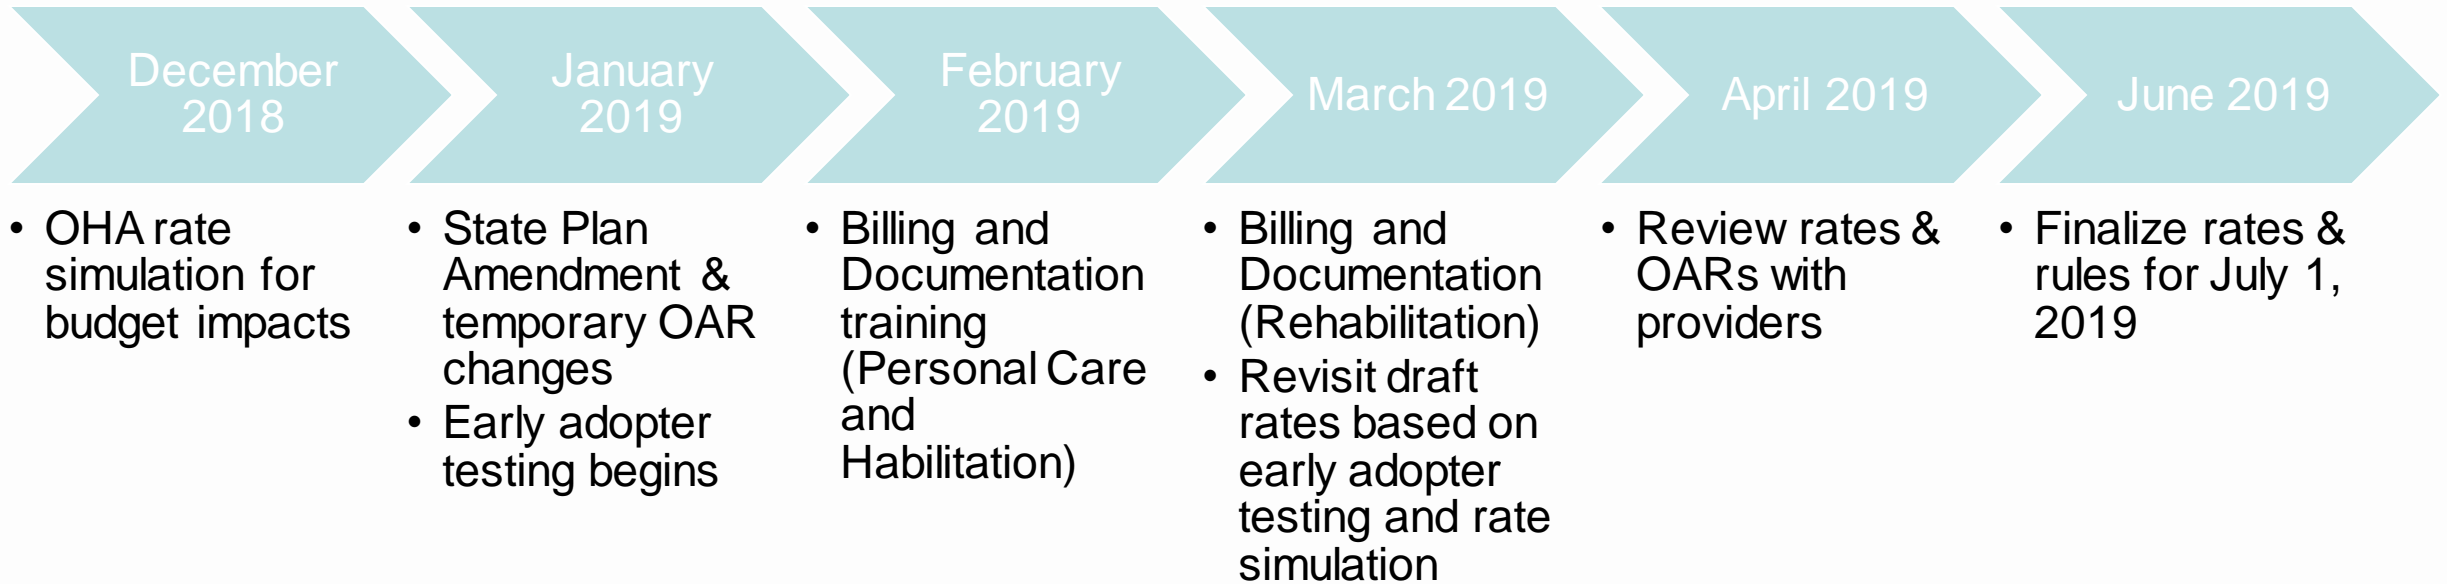 December
2018
January
2019
February
2019
March 2019
April 2019
June 2019
• OHA rate
simulation for
budget impacts
• State Plan
Amendment &
temporary OAR
changes
• Early adopter
testing begins
• Billing and
Documentation
training
(Personal Care
and
Habilitation)
• Billing and
Documentation
(Rehabilitation)
• Revisit draft
rates based on
early adopter
testing and rate
simulation
• Review rates &
OARs with
providers
• Finalize rates &
rules for July 1,
2019